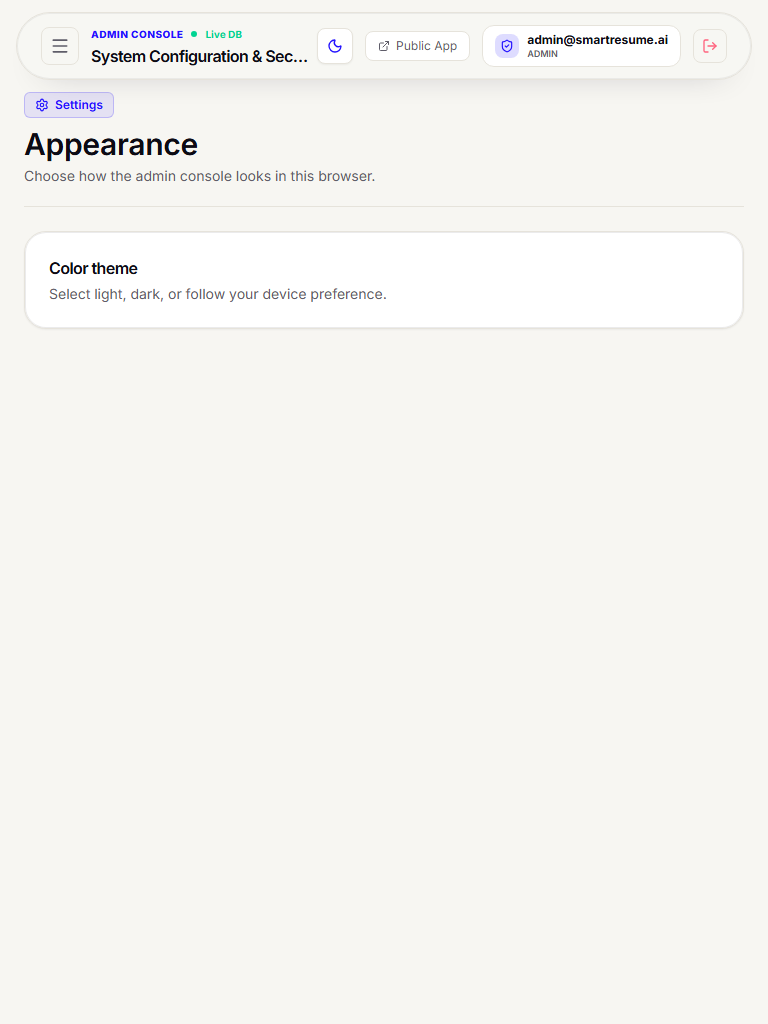 ADMIN CONSOLE Live DB
System Configuration & Sec...
Public App
admin@smartresume.ai
ADMIN
Settings
Appearance
Choose how the admin console looks in this browser.
Color theme
Select light, dark, or follow your device preference.